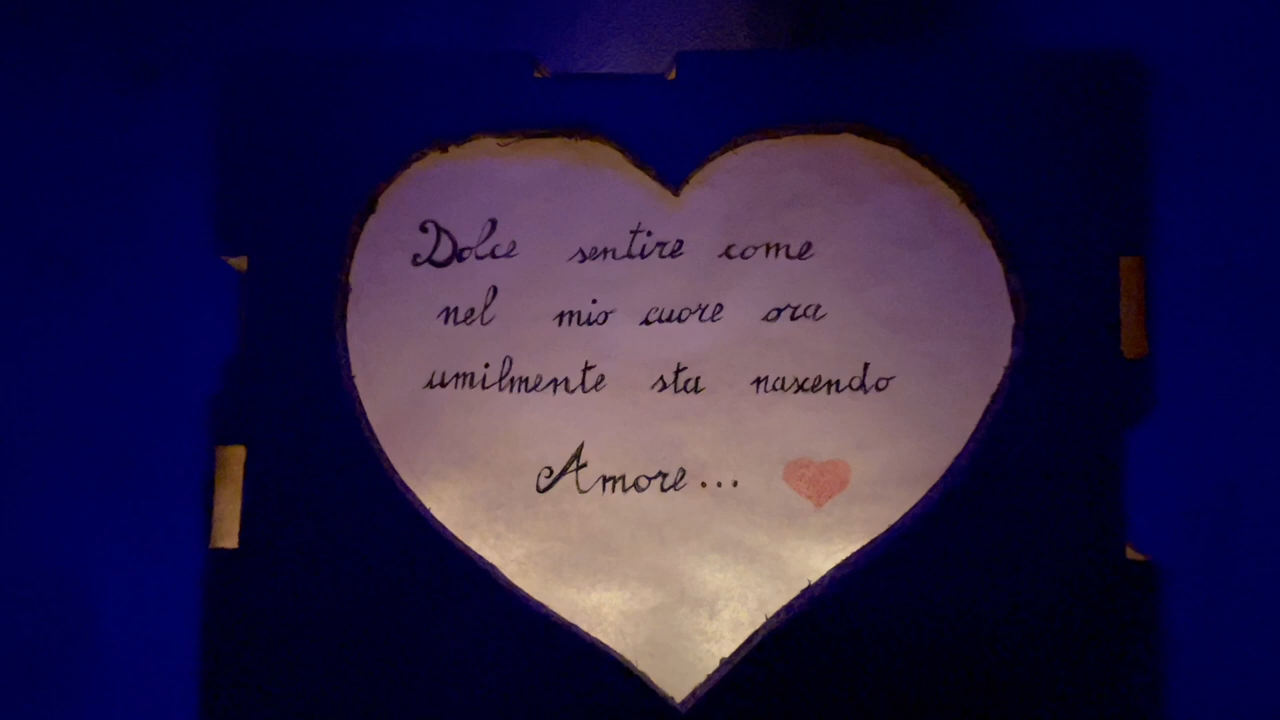 Dolce sentire come
nel mio cuore ora
umilmente sta nascendo
Amore...